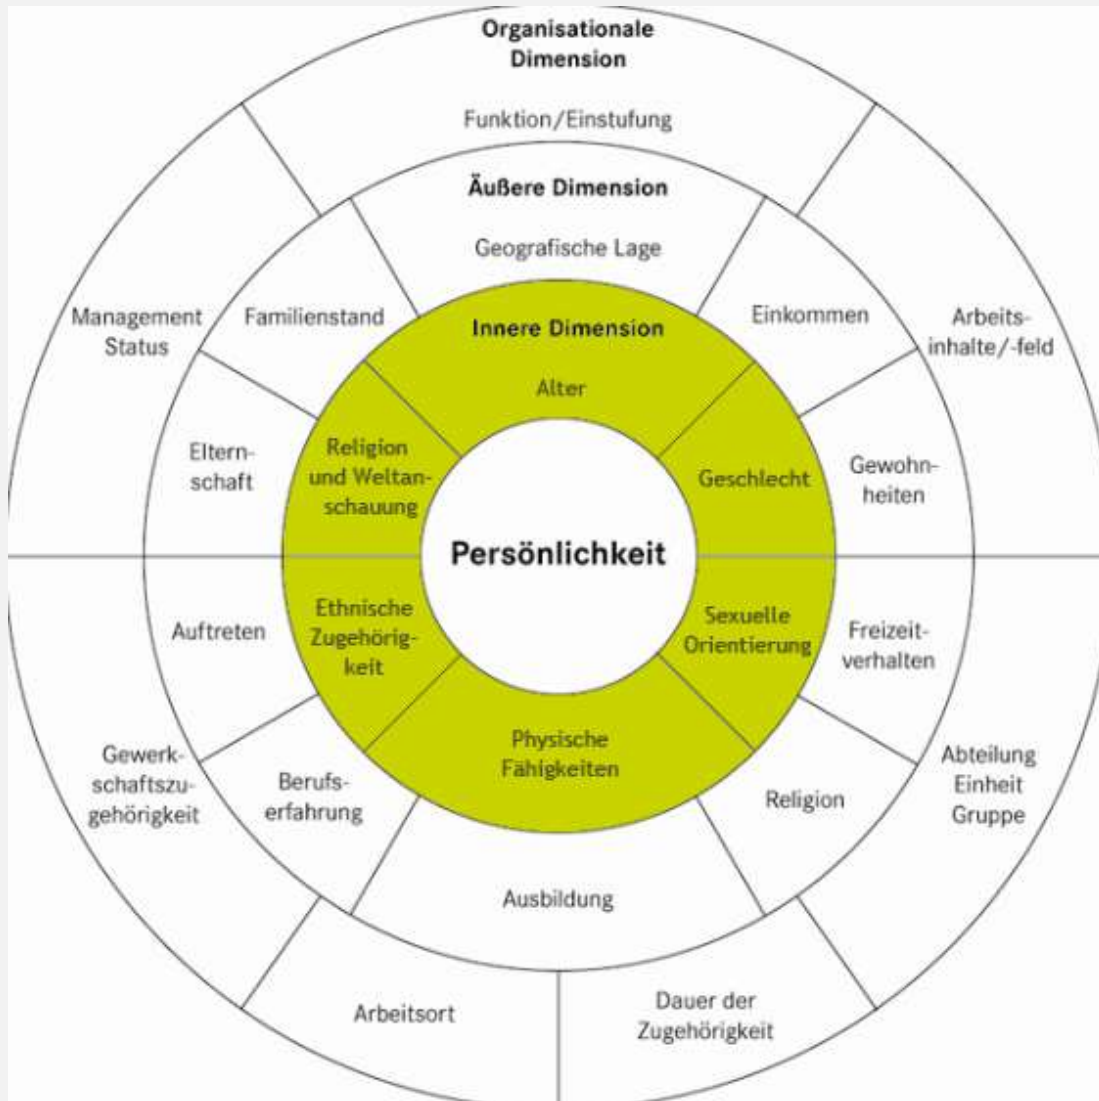 Organisationale
Dimension
Funktion/Einstufung
Äußere Dimension
Geografische Lage
Innere Dimension
Alter
Management
Status
Familienstand
Einkommen
Arbeits-
inhalte/-feld
Eltern-
schaft
Religion
und Weltan-
schauung
Geschlecht
Gewohn-
heiten
Persönlichkeit
Auftreten
Ethnische
Zugehörig-
keit
Sexuelle
Orientierung
Freizeit-
verhalten
Gewerk-
schaftszu-
gehörigkeit
Berufs-
erfahrung
Physische
Fähigkeiten
Religion
Abteilung
Einheit
Gruppe
Ausbildung
Arbeitsort
Dauer der
Zugehörigkeit